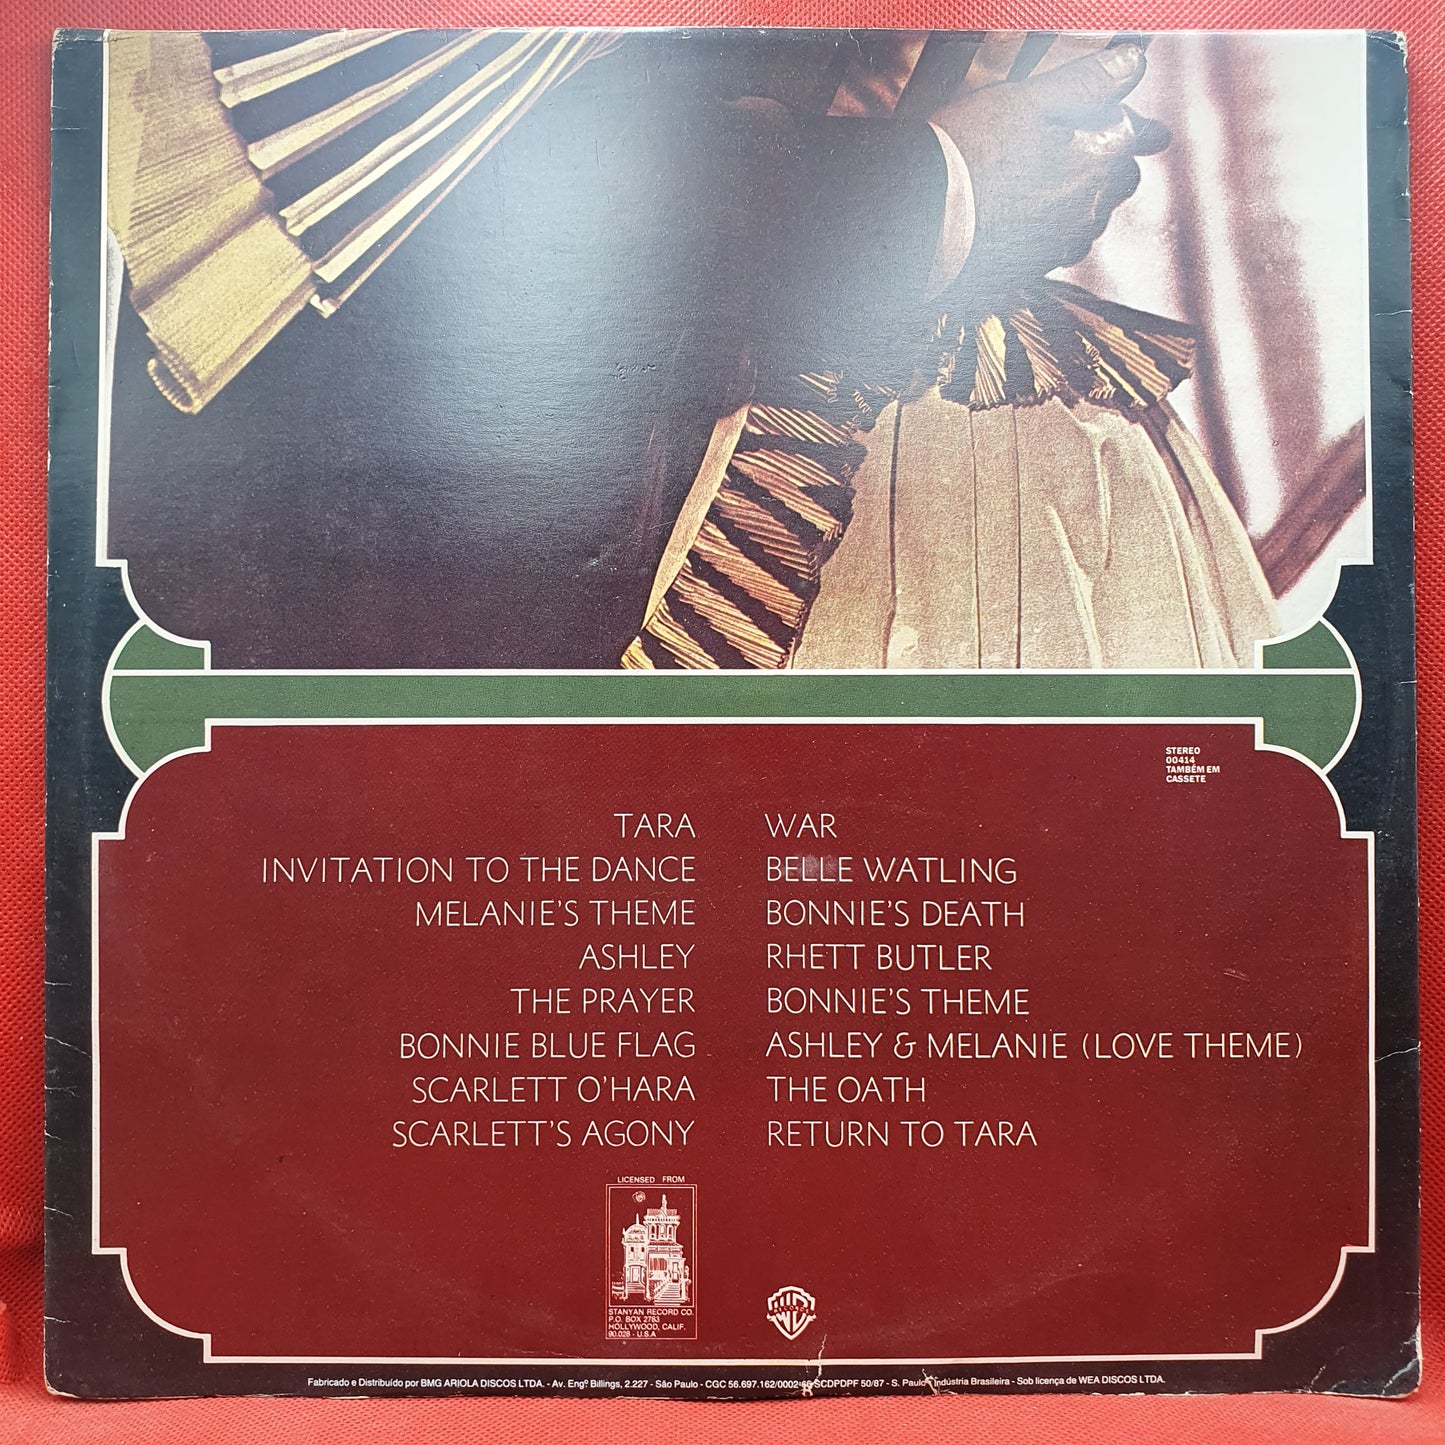 STEREO
00414
TAMBÉM EM
CASSETE
TARA
INVITATION TO THE DANCE
MELANIE'S THEME
ASHLEY
THE PRAYER
BONNIE BLUE FLAG
SCARLETT O'HARA
SCARLETT'S AGONY
WAR
BELLE WATLING
BONNIE'S DEATH
RHETT BUTLER
BONNIE'S THEME
ASHLEY & MELANIE (LOVE THEME)
THE OATH
RETURN TO TARA
LICENSED FROM
STANYAN RECORD CO.
P.O. BOX 2783
HOLLYWOOD, CALIF.
90.028 - U.S.A
RECORDS
Fabricado e Distribuído por BMG ARIOLA DISCOS LTDA. - Av. Engº Billings, 2.227 - São Paulo - CGC 56.697.162/0002-65 SCDPDPF 50/87 - S. Paulo Indústria Brasileira - Sob licença de WEA DISCOS LTDA.